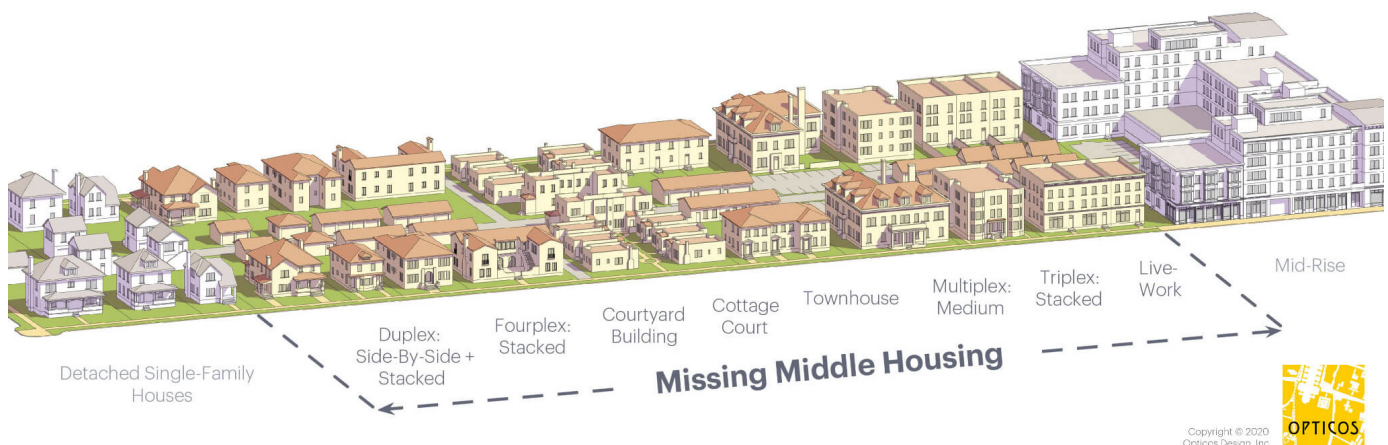 Detached Single-Family
Houses
Duplex:
Side-By-Side +
Stacked
Fourplex:
Stacked
Courtyard
Building
Cottage
Court
Townhouse
Multiplex:
Medium
Triplex:
Stacked
Live-
Work
Mid-Rise
Missing Middle Housing
Copyright © 2020
Opticos Design, Inc.
OPTICOS